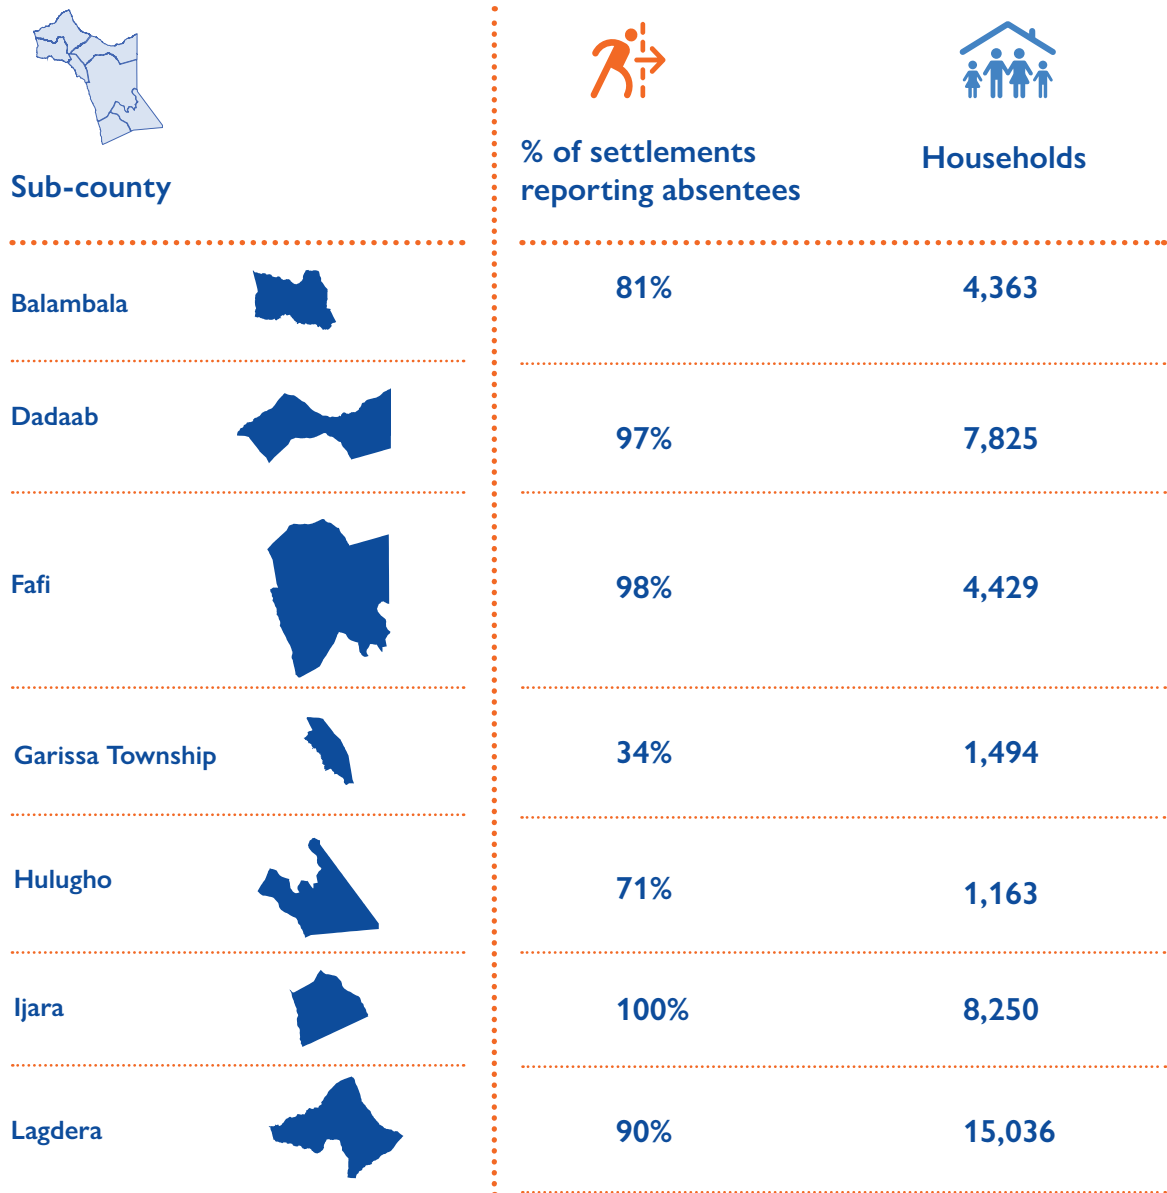 Sub-county
% of settlements
reporting absentees
Households
Balambala 81% 4,363
Dadaab 97% 7,825
Fafi 98% 4,429
Garissa Township 34% 1,494
Hulugho 71% 1,163
Ijara 100% 8,250
Lagdera 90% 15,036